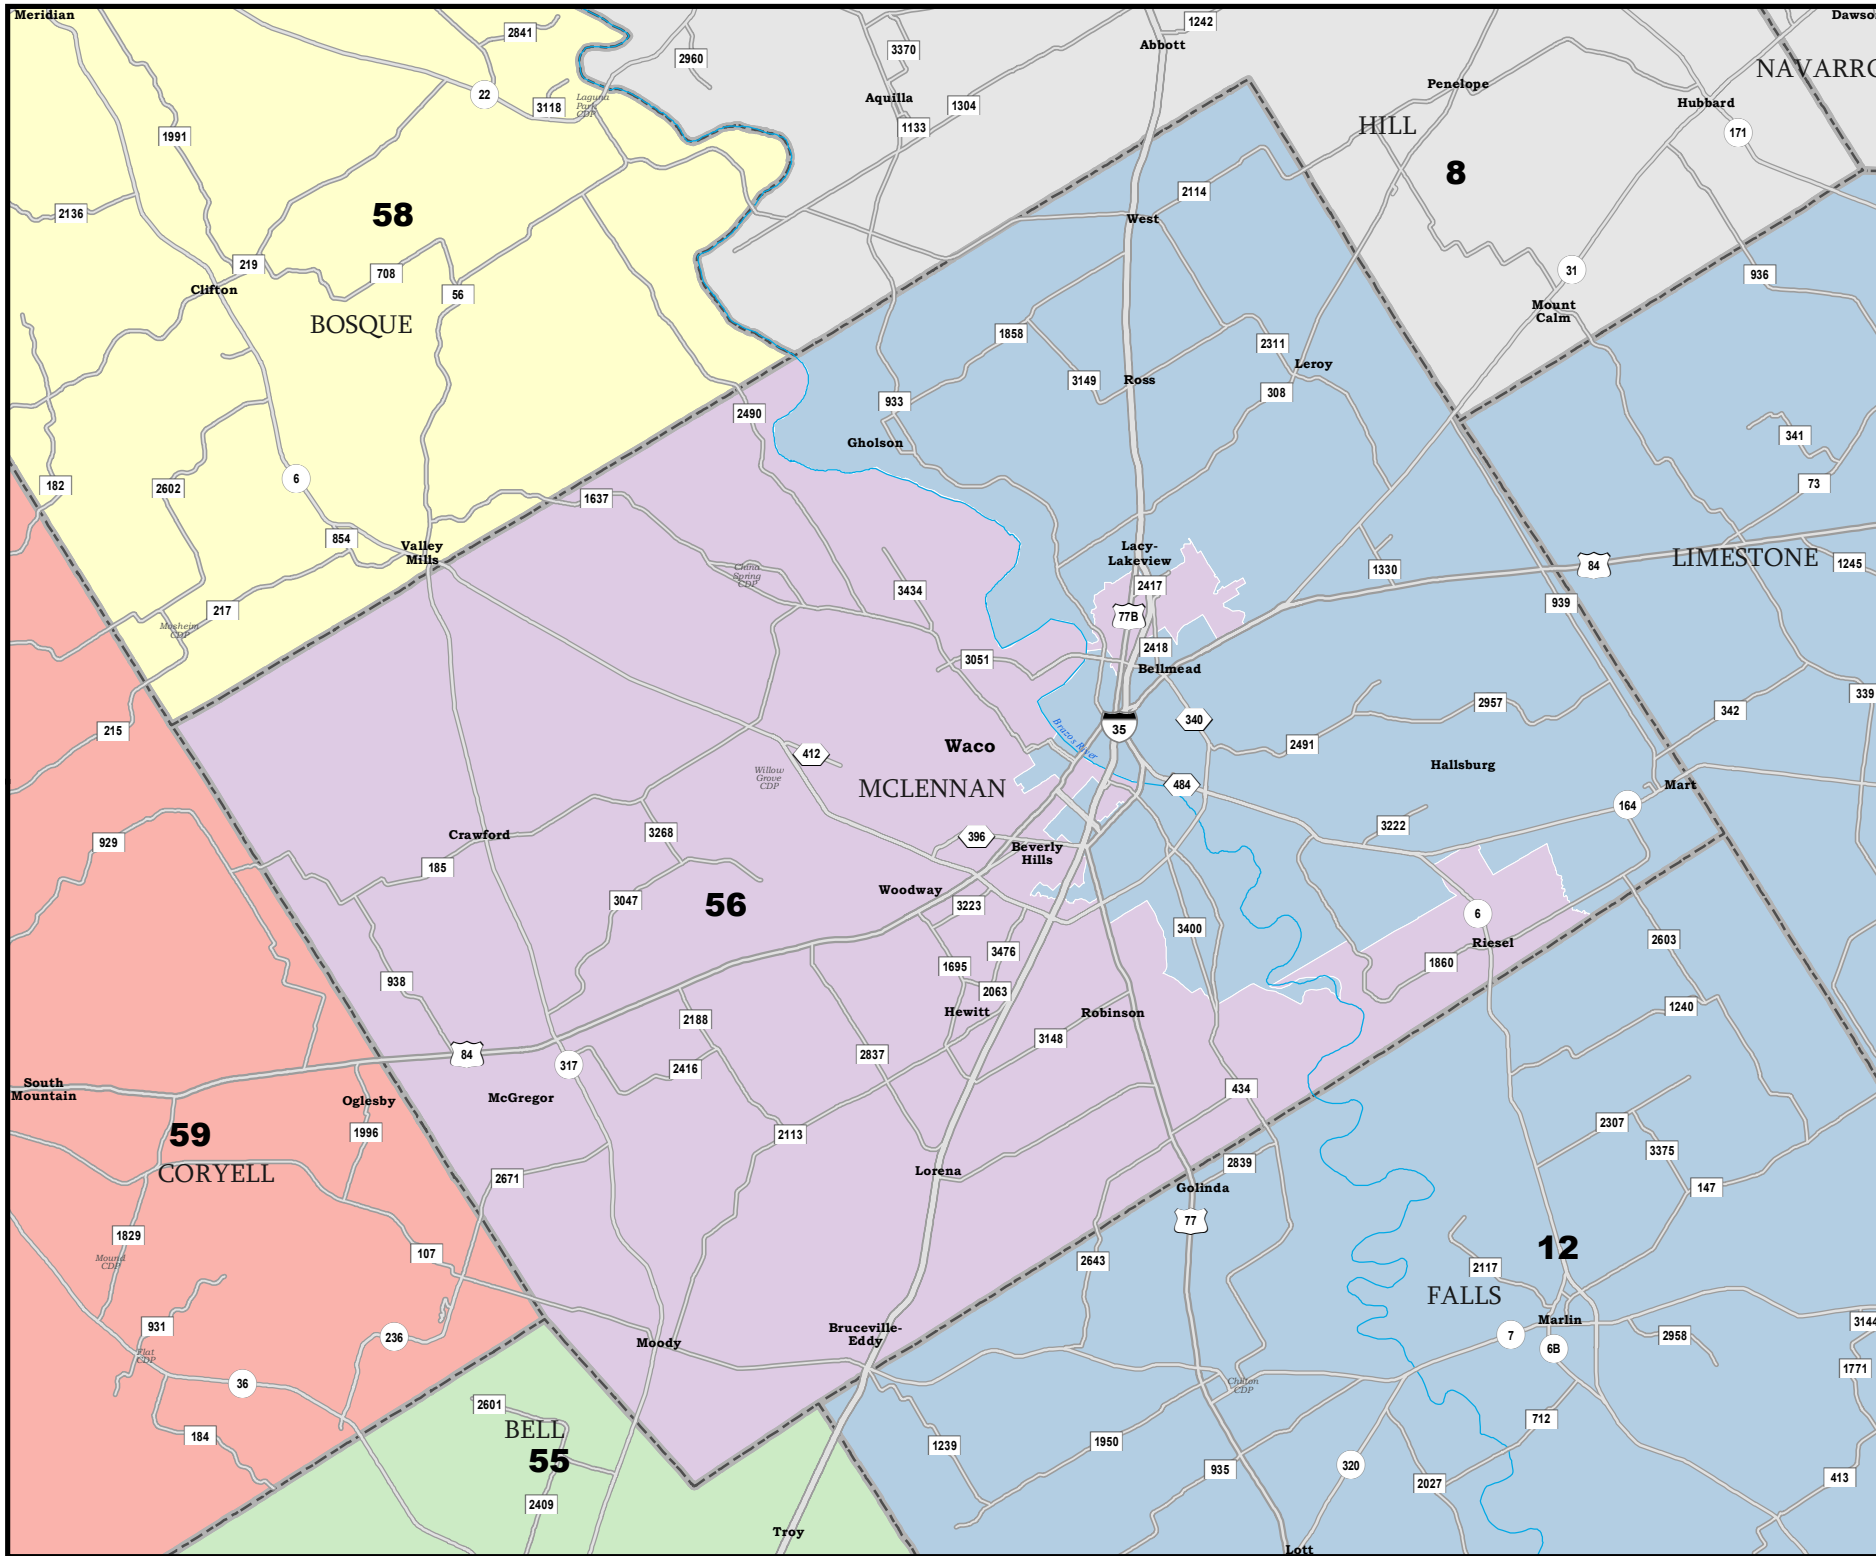 Meridian
2841
1242
Dawso
3370
Abbott
2960
NAVARRO
22
Penelope
Laguna
Park
CDP
3118
Aquilla
1304
Hubbard
1133
HILL
171
1991
8
2114
58
2136
West
219
708
31
936
Clifton
56
Mount
Calm
BOSQUE
1858
2311
Leroy
3149
Ross
308
933
2490
341
Gholson
6
182
2602
73
1637
854
Valley
Mills
Lacy-
Lakeview
LIMESTONE
84
1245
China
Spring
CDP
1330
2417
3434
939
217
77B
Mosheim
CDP
2418
3051
Bellmead
339
2957
342
340
35
215
Brazos River
2491
Waco
412
Hallsburg
Willow
Grove
CDP
MCLENNAN
484
Mart
164
3222
Crawford
3268
396
929
Beverly
Hills
185
Woodway
3047
56
3223
6
3400
2603
Riesel
3476
1860
1695
938
2063
1240
Hewitt
Robinson
2188
3148
84
2837
317
2416
South
Mountain
434
McGregor
Oglesby
2307
59
1996
2113
3375
2839
CORYELL
Lorena
2671
147
Golinda
77
1829
12
107
Mound
CDP
2643
2117
FALLS
Marlin
931
3144
Bruceville-
Eddy
236
7
2958
Moody
6B
Flat
CDP
1771
36
Chilton
CDP
2601
712
BELL
184
1239
1950
55
935
320
413
2027
2409
Troy
Lott